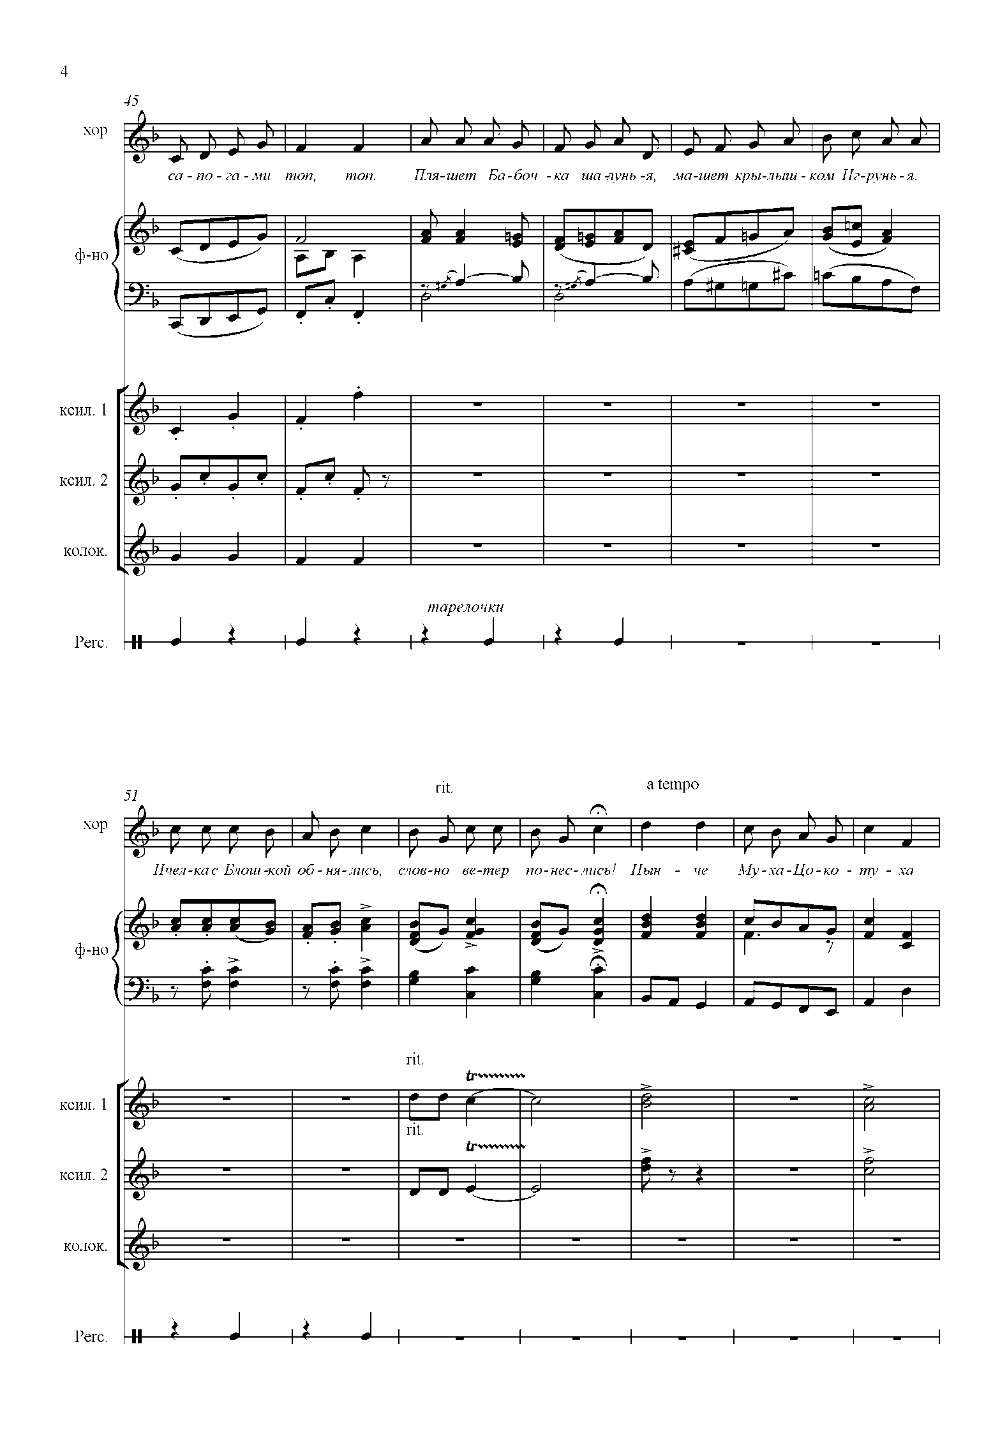 4
45
хор
са - по - га - ми топ, топ. Пля-шет Ба-боч-ка ша-лунь-я, ма-шет кры-лыш-ком Иг-рунь-я.
ф-но
ксил. 1
ксил. 2
колок.
тарелочки
Perc.
51
rit.
a tempo
хор
Пчел-ка с Блош-кой об-ня-лись, слов-но ве-тер по-нес-лись! Нын - че Му-ха-Цо-ко-ту-ха
ф-но
rit.
tr
ксил. 1
rit.
tr
ксил. 2
колок.
Perc.